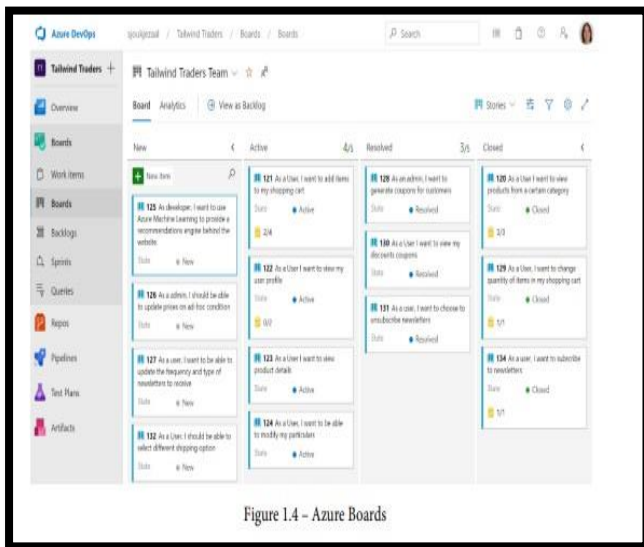 Azure DevOps
/ Tailwind Traders / Boards / Boards
Search
Tailwind Traders +
Tailwind Traders Team
Overview
Board Analytics View as Backlog
Stories
Boards
New
Active 4/5
Resolved 3/5
Closed
Work items
New item
Boards
Backlogs
Sprints
Queries
Repos
Pipelines
Test Plans
Artifacts
125 As developer, I want to use
Azure Machine Learning to provide a
recommendations engine behind the
website
State New
126 As a admin, I should be able
to update prices on ad-hoc condition
State New
127 As a user, I want to be able to
update the frequency and type of
newsletters to receive
State New
132 As a User, I should be able to
select different shipping option
State New
121 As a User, I want to add items
to my shopping cart
State Active
2/4
122 As a User I want to view my
user profile
State Active
0/2
123 As a User I want to view
product details
State Active
124 As a User, I want to be able
to modify my particulars
State Active
128 As an admin, I want to
generate coupons for customers
State Resolved
130 As a User I want to view my
discounts coupons
State Resolved
131 As a user, I want to choose to
unsubscribe newsletters
State Resolved
120 As a User I want to view
products from a certain category
State Closed
129 As a User, I want to change
quantity of items in my shopping cart
State Closed
1/1
134 As a user, I want to subscribe
to newsletters
State Closed
1/1
Figure 1.4 – Azure Boards